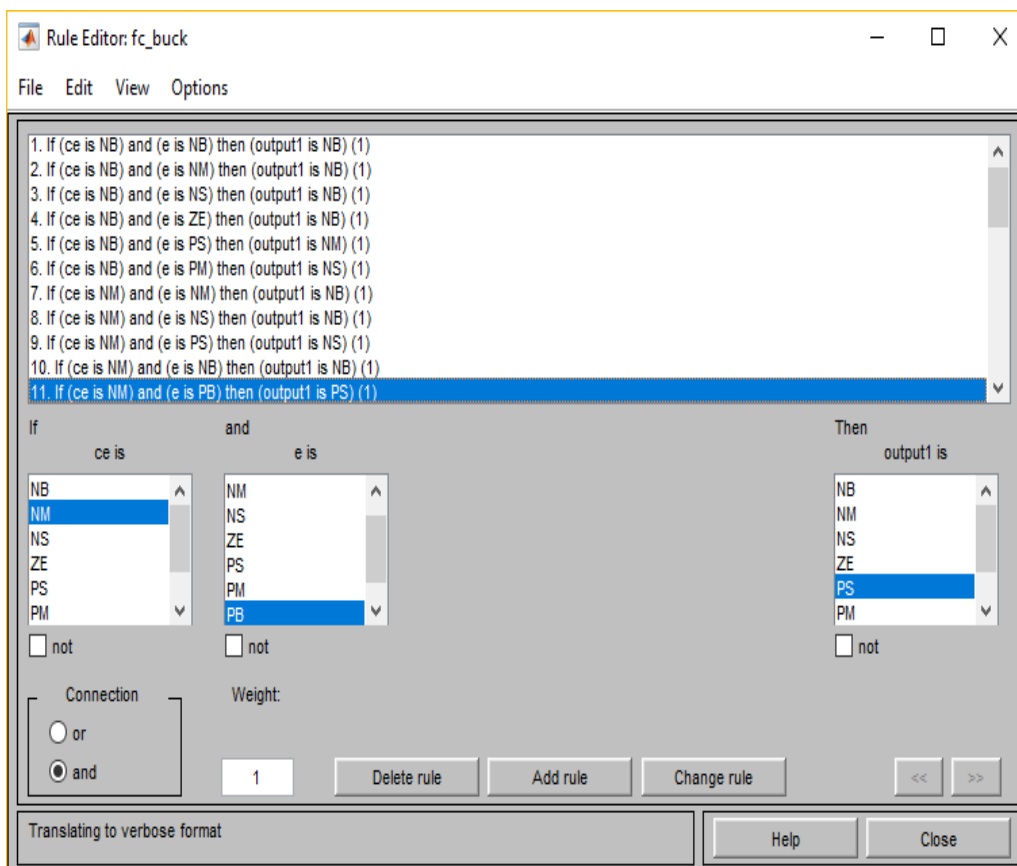 Rule Editor: fc_buck
File Edit View Options
1. If (ce is NB) and (e is NB) then (output1 is NB) (1)
2. If (ce is NB) and (e is NM) then (output1 is NB) (1)
3. If (ce is NB) and (e is NS) then (output1 is NB) (1)
4. If (ce is NB) and (e is ZE) then (output1 is NB) (1)
5. If (ce is NB) and (e is PS) then (output1 is NM) (1)
6. If (ce is NB) and (e is PM) then (output1 is NS) (1)
7. If (ce is NM) and (e is NM) then (output1 is NB) (1)
8. If (ce is NM) and (e is NS) then (output1 is NB) (1)
9. If (ce is NM) and (e is PS) then (output1 is NS) (1)
10. If (ce is NM) and (e is NB) then (output1 is NB) (1)
11. If (ce is NM) and (e is PB) then (output1 is PS) (1)
If and Then
ce is e is output1 is
NB NM NB
NM NS NM
NS ZE NS
ZE PS ZE
PS PM PS
PM PB PM
not not not
Connection Weight:
or
and 1 Delete rule Add rule Change rule << >>
Translating to verbose format Help Close